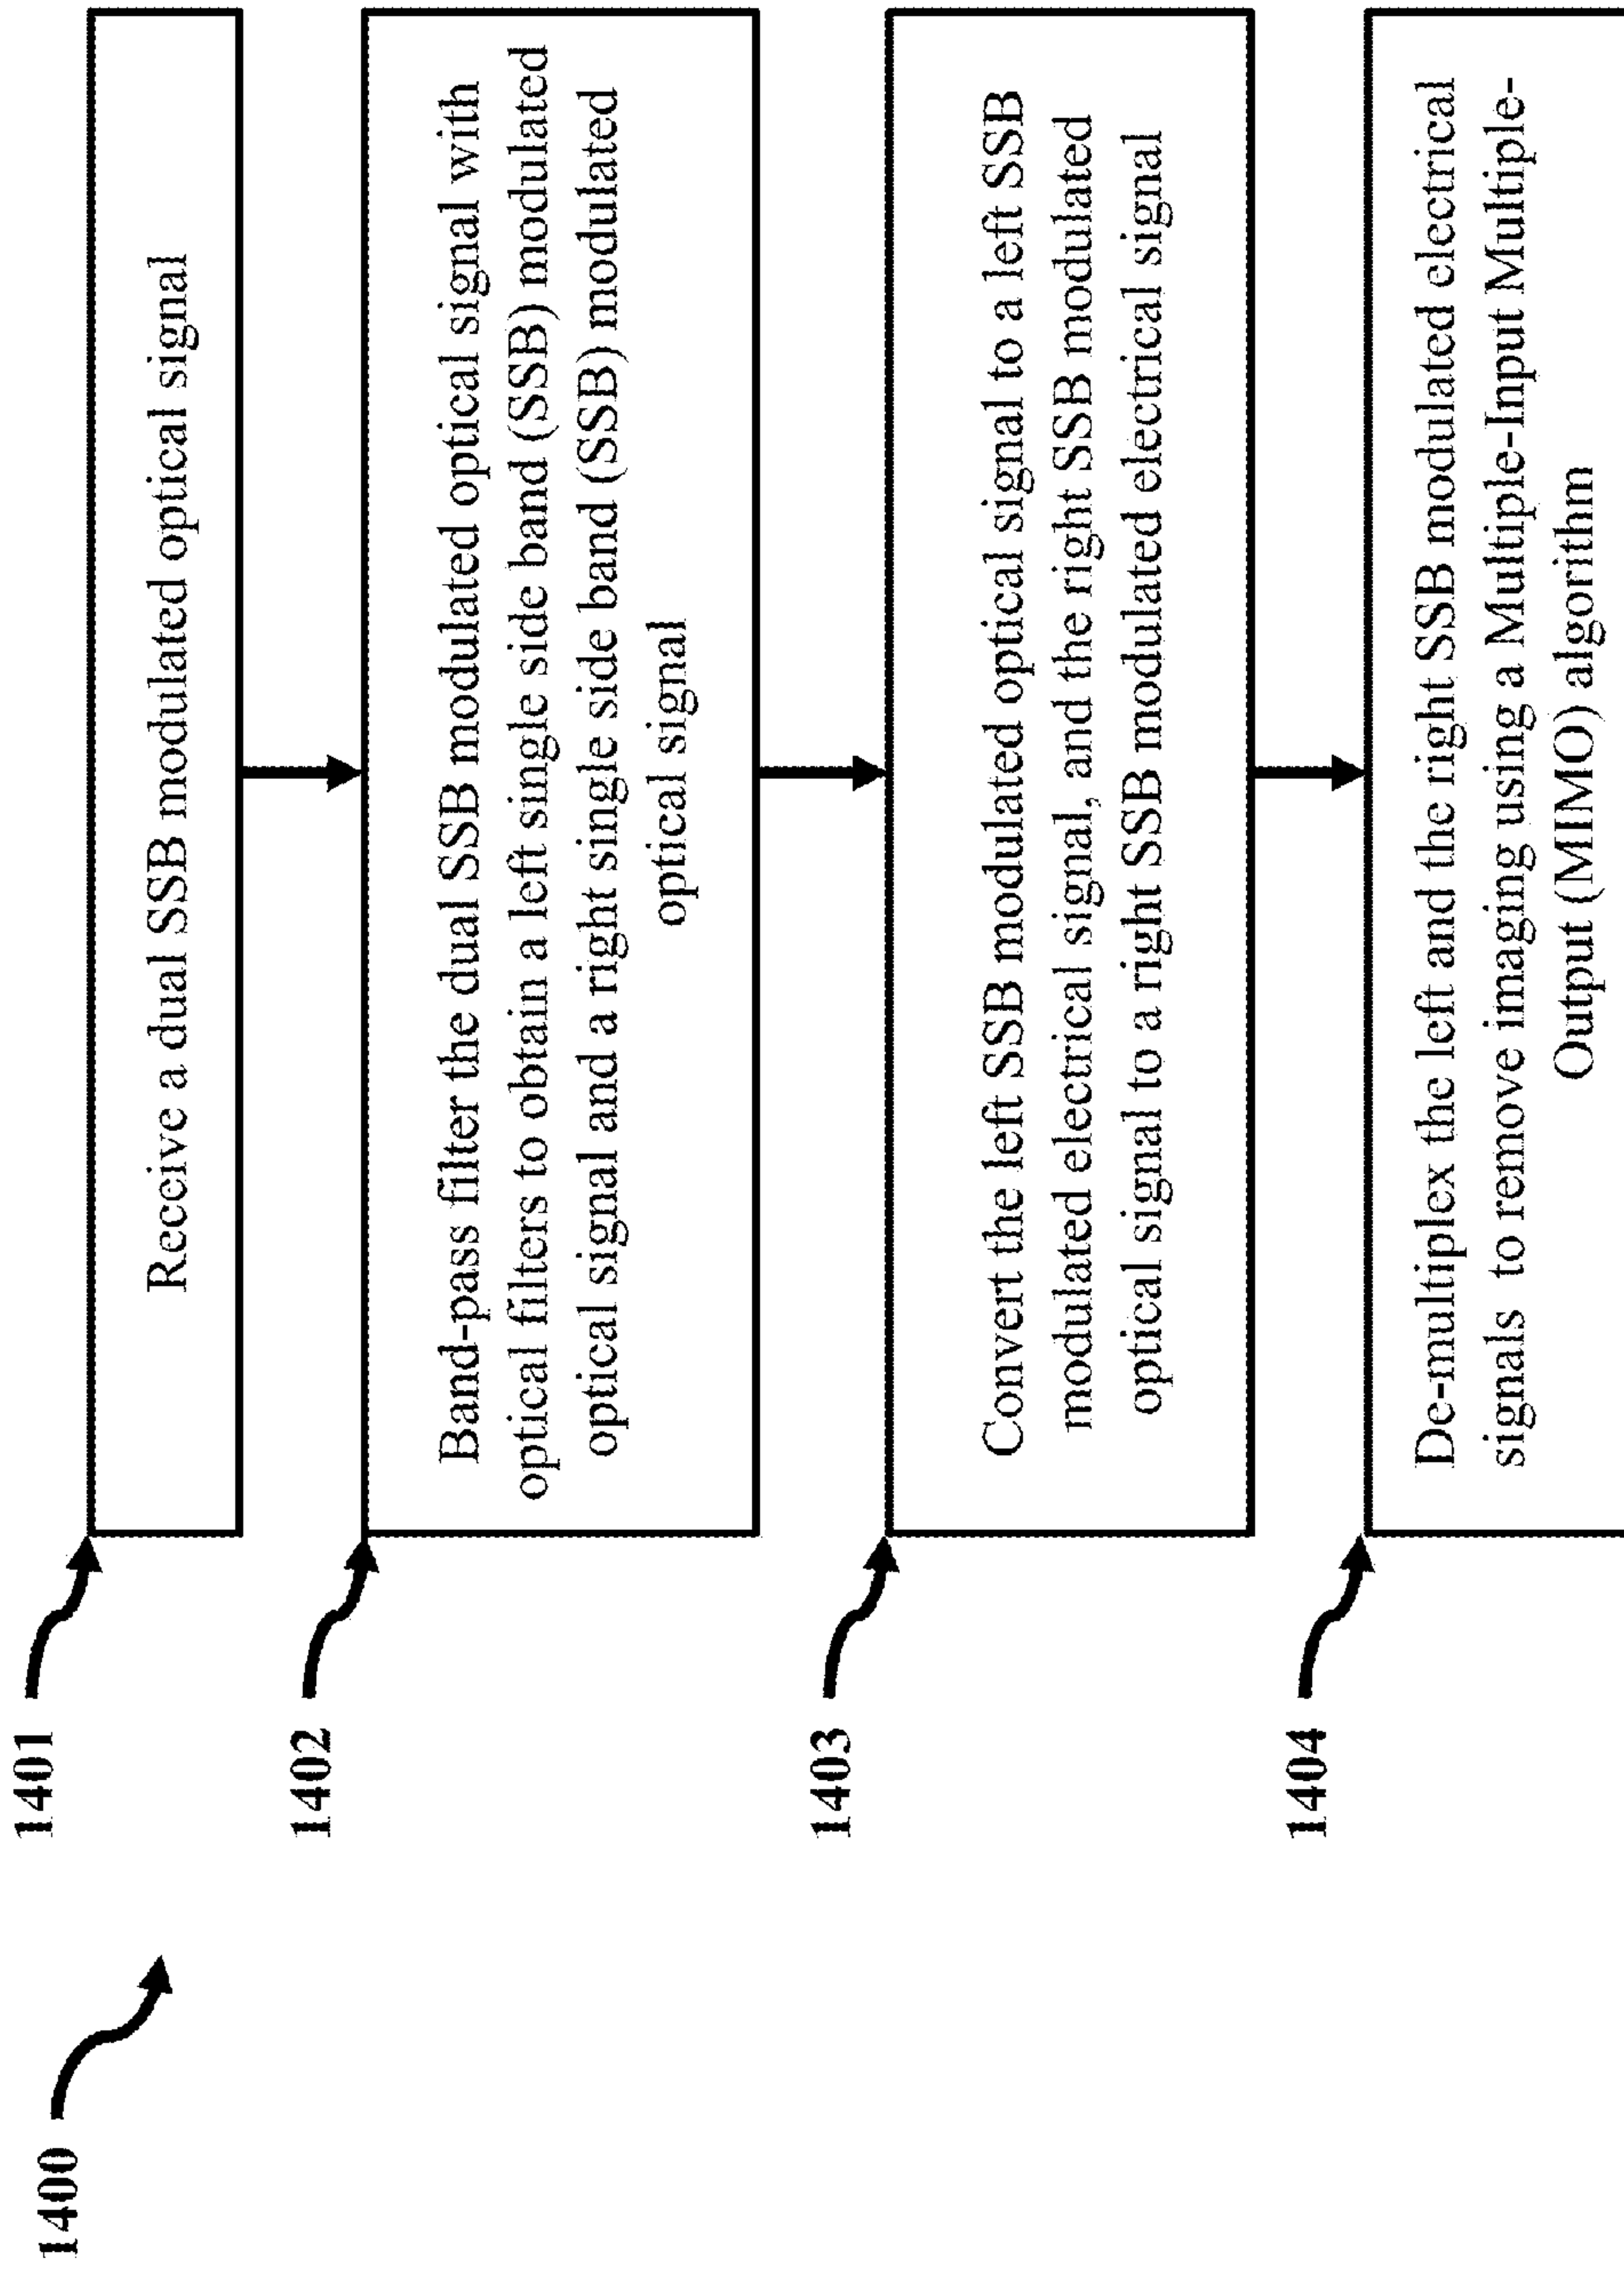 1400
1401
Receive a dual SSB modulated optical signal
1402
Band-pass filter the dual SSB modulated optical signal with
optical filters to obtain a left single side band (SSB) modulated
optical signal and a right single side band (SSB) modulated
optical signal
1403
Convert the left SSB modulated optical signal to a left SSB
modulated electrical signal, and the right SSB modulated
optical signal to a right SSB modulated electrical signal
1404
De-multiplex the left and the right SSB modulated electrical
signals to remove imaging using a Multiple-Input Multiple-
Output (MIMO) algorithm